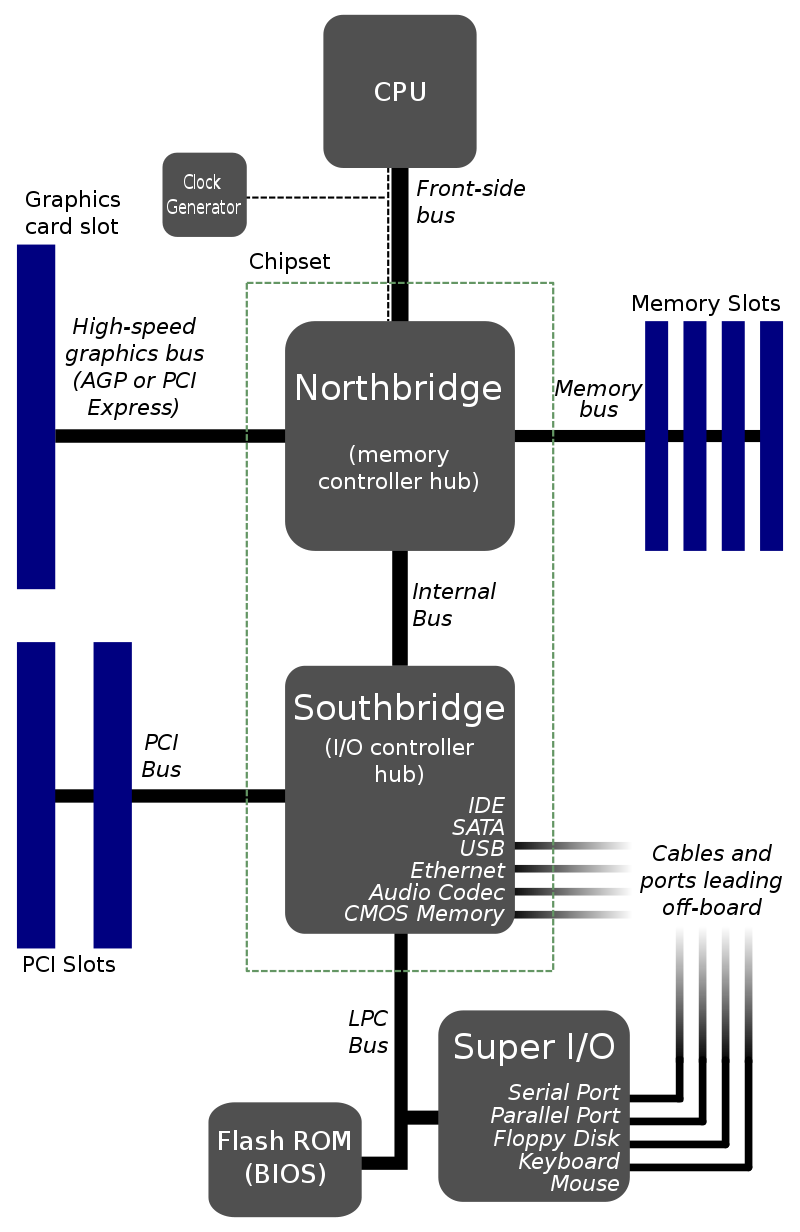 CPU
Clock
Generator
Front-side
bus
Graphics
card slot
Chipset
Memory Slots
High-speed
graphics bus
(AGP or PCI
Express)
Northbridge
(memory
controller hub)
Memory
bus
Internal
Bus
Southbridge
(I/O controller
hub)
IDE
SATA
USB
Ethernet
Audio Codec
CMOS Memory
PCI
Bus
PCI Slots
Cables and
ports leading
off-board
LPC
Bus
Super I/O
Serial Port
Parallel Port
Floppy Disk
Keyboard
Mouse
Flash ROM
(BIOS)